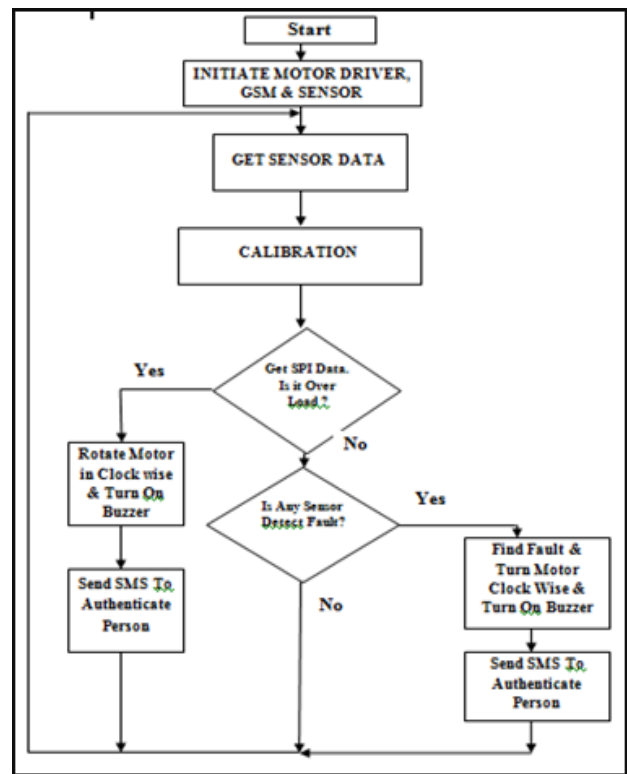 Start
INITIATE MOTOR DRIVER,
GSM & SENSOR
GET SENSOR DATA
CALIBRATION
Get SPI Data.
Is it Over
Load ?
Yes
No
Rotate Motor
in Clock wise
& Turn On
Buzzer
Send SMS To
Authenticate
Person
Is Any Sensor
Detect Fault?
Yes
No
Find Fault &
Turn Motor
Clock Wise &
Turn On Buzzer
Send SMS To
Authenticate
Person